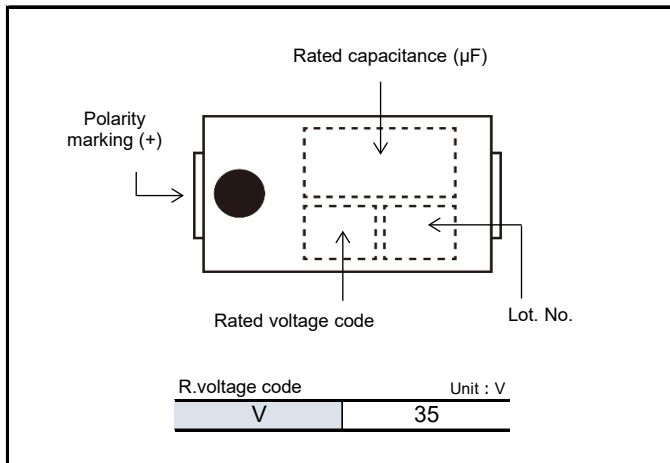 Rated capacitance (µF)
Polarity
marking (+)
Rated voltage code
Lot. No.
R.voltage code Unit : V
V 35